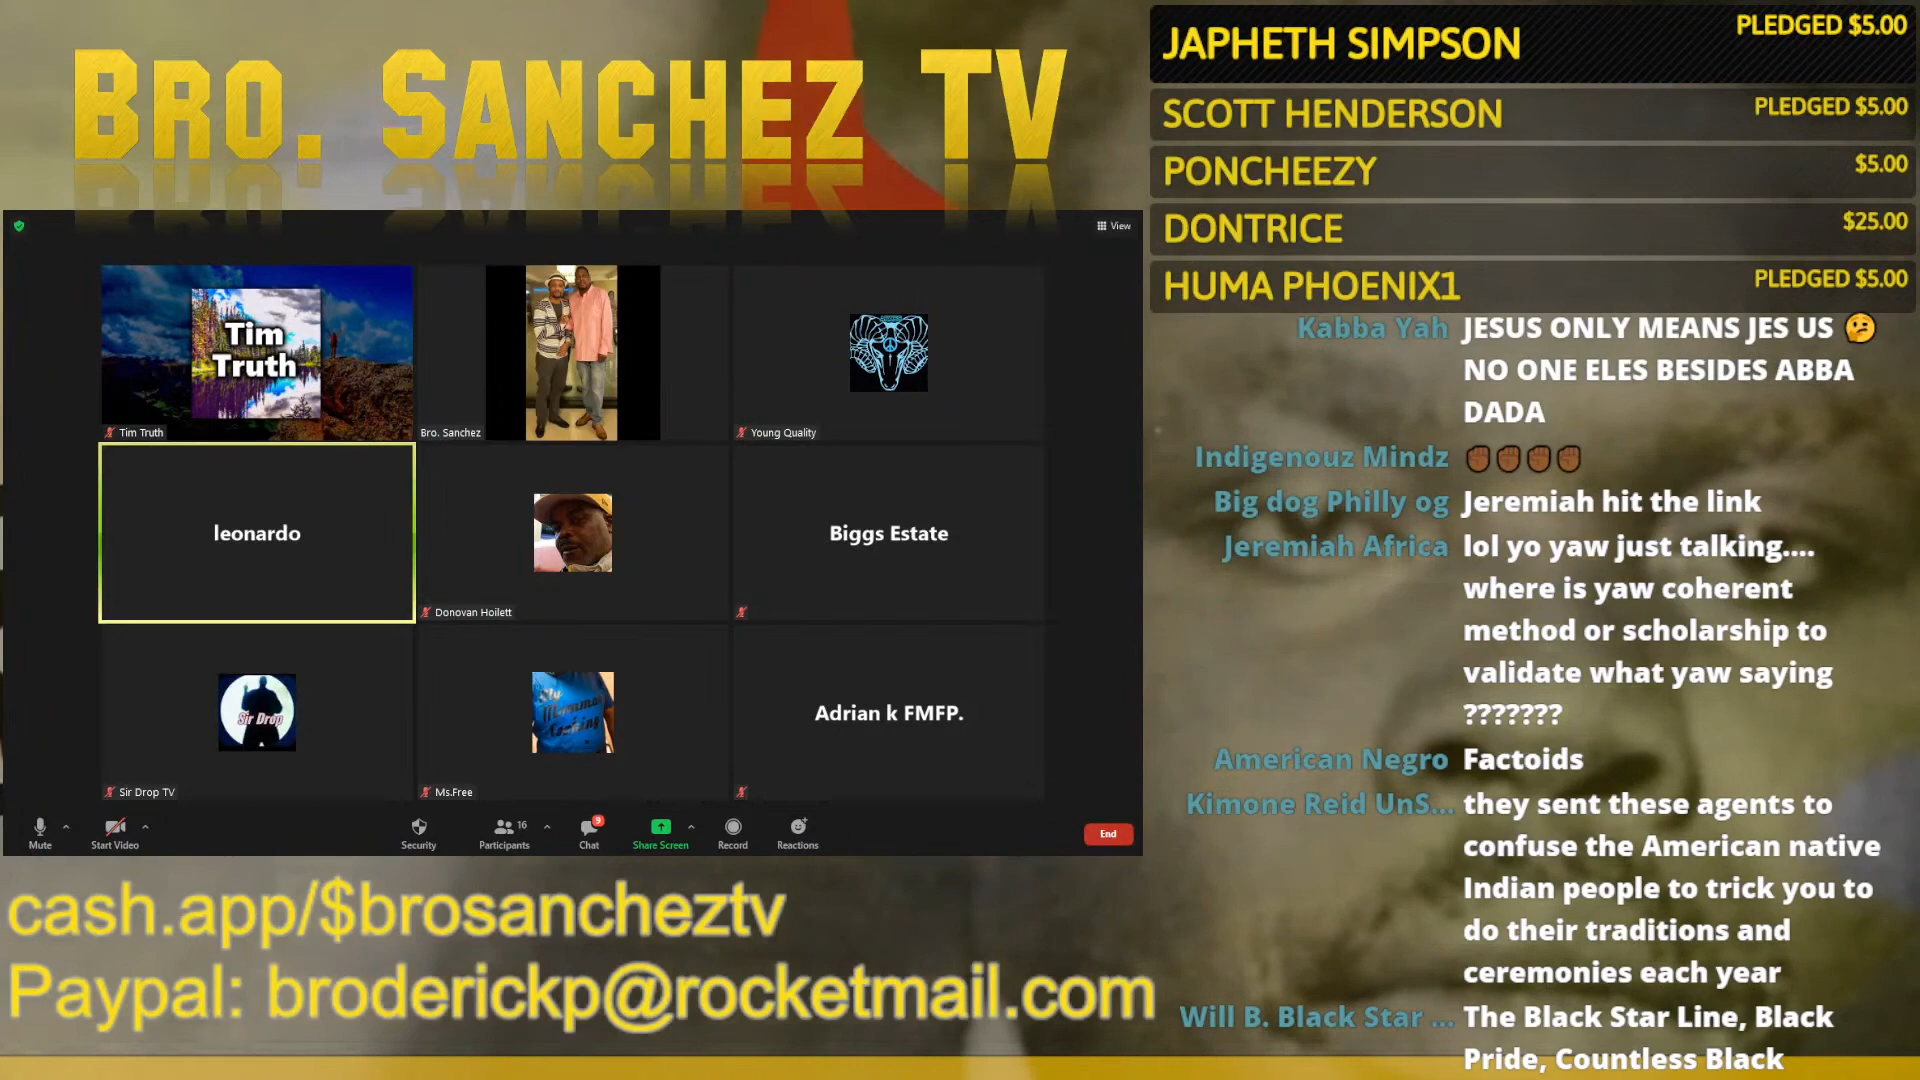 BRO. SANCHEZ TV
View
Tim
Truth
Tim Truth
Bro. Sanchez
Young Quality
leonardo
Donovan Hoilett
Biggs Estate
Sir Drop
Sir Drop TV
My
Mommas
Cooking
Ms.Free
Adrian k FMFP.
Mute
Start Video
Security
16
Participants
9
Chat
Share Screen
Record
Reactions
End
cash.app/$brosancheztv
Paypal: broderickp@rocketmail.com
JAPHETH SIMPSON PLEDGED $5.00
SCOTT HENDERSON PLEDGED $5.00
PONCHEEZY $5.00
DONTRICE $25.00
HUMA PHOENIX1 PLEDGED $5.00
Kabba Yah JESUS ONLY MEANS JES US 🤔
NO ONE ELES BESIDES ABBA
DADA
Indigenouz Mindz ✊🏾✊🏾✊🏾✊🏾
Big dog Philly og Jeremiah hit the link
Jeremiah Africa lol yo yaw just talking....
where is yaw coherent
method or scholarship to
validate what yaw saying
???????
American Negro Factoids
Kimone Reid UnS... they sent these agents to
confuse the American native
Indian people to trick you to
do their traditions and
ceremonies each year
Will B. Black Star ... The Black Star Line, Black
Pride, Countless Black